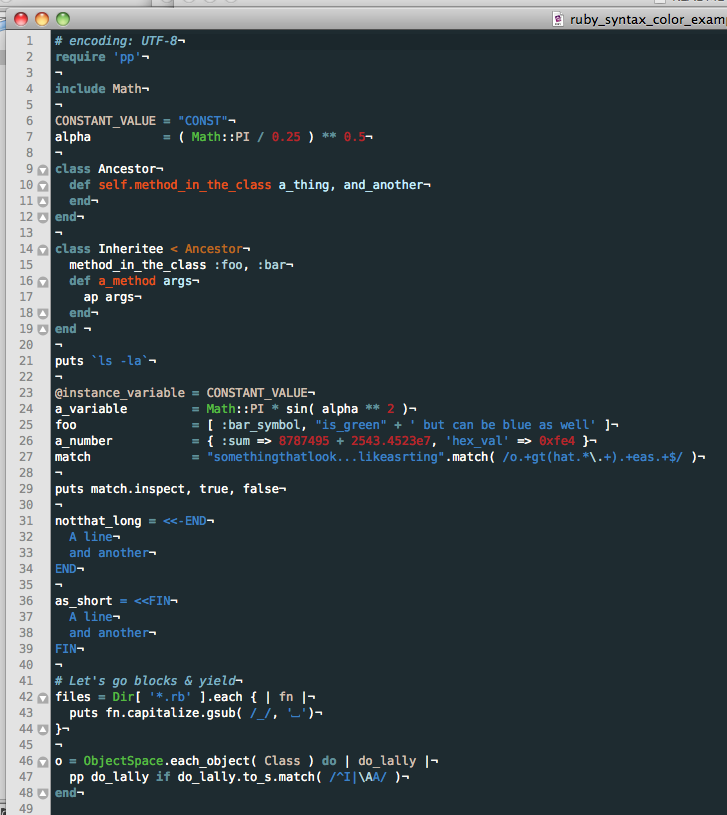 ruby_syntax_color_exam
1 # encoding: UTF-8¬
2 require 'pp'¬
3 ¬
4 include Math¬
5 ¬
6 CONSTANT_VALUE = "CONST"¬
7 alpha          = ( Math::PI / 0.25 ) ** 0.5¬
8 ¬
9 class Ancestor¬
10   def self.method_in_the_class a_thing, and_another¬
11   end¬
12 end¬
13 ¬
14 class Inheritee < Ancestor¬
15   method_in_the_class :foo, :bar¬
16   def a_method args¬
17     ap args¬
18   end¬
19 end ¬
20 ¬
21 puts `ls -la`¬
22 ¬
23 @instance_variable = CONSTANT_VALUE¬
24 a_variable         = Math::PI * sin( alpha ** 2 )¬
25 foo                = [ :bar_symbol, "is_green" + ' but can be blue as well' ]¬
26 a_number           = { :sum => 8787495 + 2543.4523e7, 'hex_val' => 0xfe4 }¬
27 match              = "somethingthatlook...likeasrting".match( /o.+gt(hat.*\.+).+eas.+$/ )¬
28 ¬
29 puts match.inspect, true, false¬
30 ¬
31 notthat_long = <<-END¬
32   A line¬
33   and another¬
34 END¬
35 ¬
36 as_short = <<FIN¬
37   A line¬
38   and another¬
39 FIN¬
40 ¬
41 # Let's go blocks & yield¬
42 files = Dir[ '*.rb' ].each { | fn |¬
43   puts fn.capitalize.gsub( /_/, '⎵')¬
44 }¬
45 ¬
46 o = ObjectSpace.each_object( Class ) do | do_lally |¬
47   pp do_lally if do_lally.to_s.match( /^I|\AA/ )¬
48 end¬
49